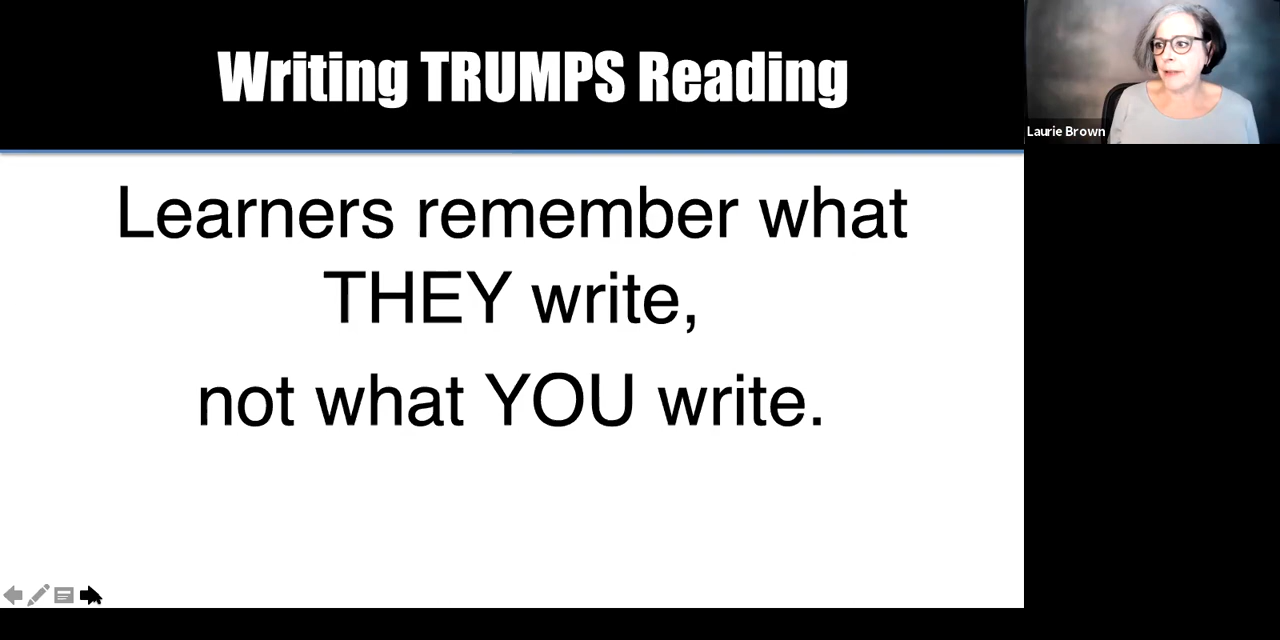 Writing TRUMPS Reading
Laurie Brown
Learners remember what
THEY write,
not what YOU write.